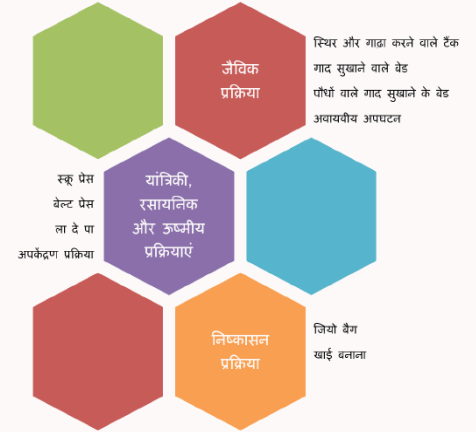 जैविक
प्रक्रिया
स्थिर और गाढा करने वाले टैंक
गाद सुखाने वाले बेड
पौधों वाले गाद सुखाने के बेड
अवायवीय अपघटन
स्क्रू प्रेस
बेल्ट प्रेस
ला दे पा
अपकेंद्रण प्रक्रिया
यांत्रिकी,
रसायनिक
और ऊष्मीय
प्रक्रियाएं
निष्कासन
प्रक्रिया
जियो बैग
खाई बनाना